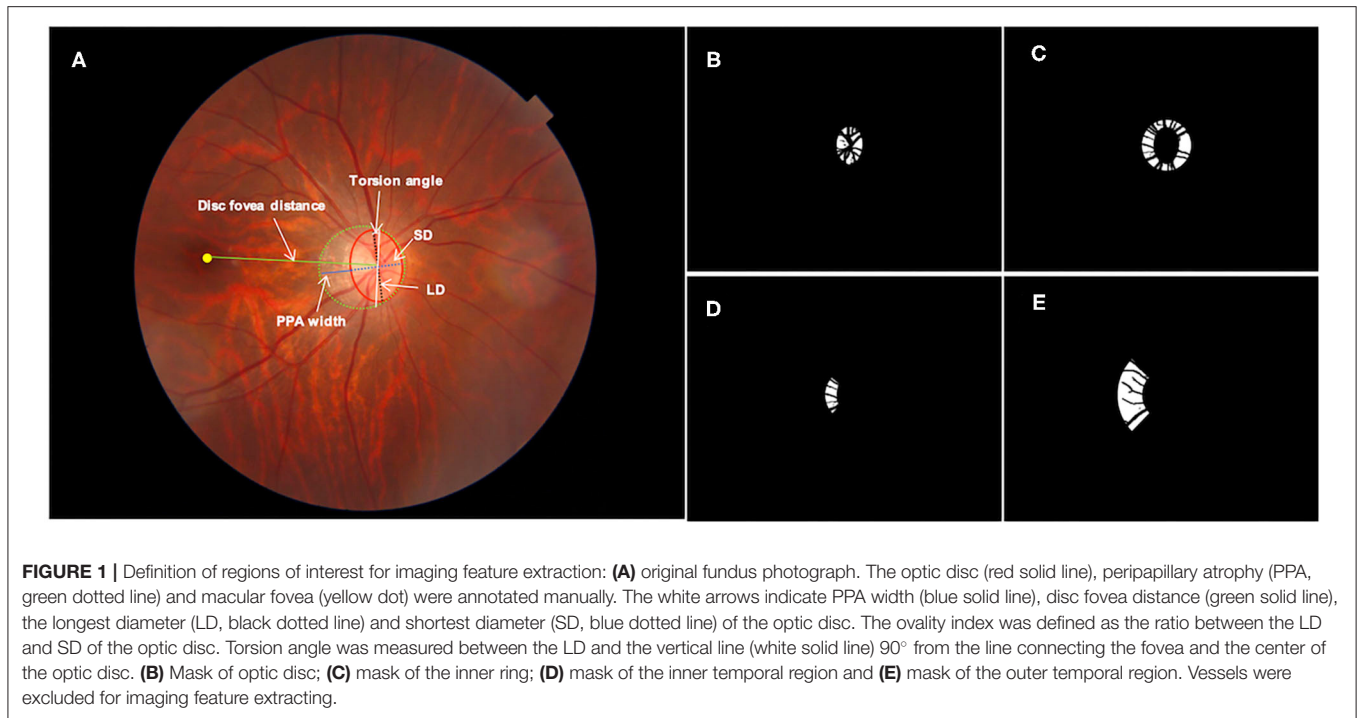 A
Torsion angle
Disc fovea distance
SD
LD
PPA width
B
C
D
E
FIGURE 1 | Definition of regions of interest for imaging feature extraction: (A) original fundus photograph. The optic disc (red solid line), peripapillary atrophy (PPA,
green dotted line) and macular fovea (yellow dot) were annotated manually. The white arrows indicate PPA width (blue solid line), disc fovea distance (green solid line),
the longest diameter (LD, black dotted line) and shortest diameter (SD, blue dotted line) of the optic disc. The ovality index was defined as the ratio between the LD
and SD of the optic disc. Torsion angle was measured between the LD and the vertical line (white solid line) 90° from the line connecting the fovea and the center of
the optic disc. (B) Mask of optic disc; (C) mask of the inner ring; (D) mask of the inner temporal region and (E) mask of the outer temporal region. Vessels were
excluded for imaging feature extracting.